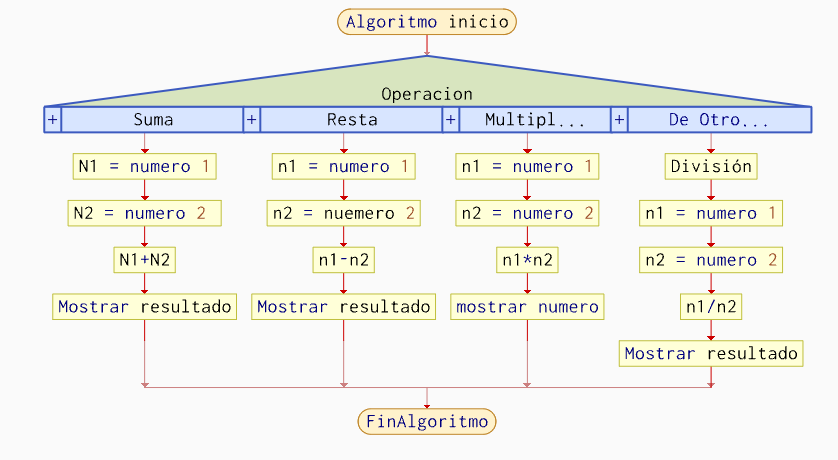 Algoritmo inicio
Operacion
+ Suma + Resta + Multipl... + De Otro...
N1 = numero 1
N2 = numero 2
N1+N2
Mostrar resultado
n1 = numero 1
n2 = nuemero 2
n1-n2
Mostrar resultado
n1 = numero 1
n2 = numero 2
n1*n2
mostrar numero
División
n1 = numero 1
n2 = numero 2
n1/n2
Mostrar resultado
FinAlgoritmo